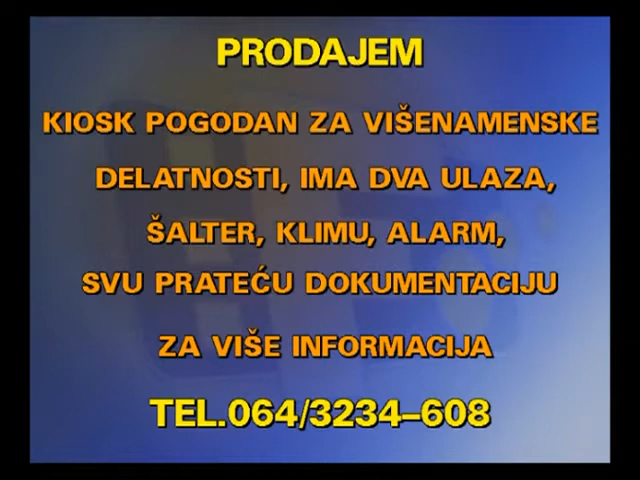 PRODAJEM
KIOSK POGODAN ZA VIŠENAMENSKE
DELATNOSTI, IMA DVA ULAZA,
ŠALTER, KLIMU, ALARM,
SVU PRATEĆU DOKUMENTACIJU
ZA VIŠE INFORMACIJA
TEL.064/3234–608